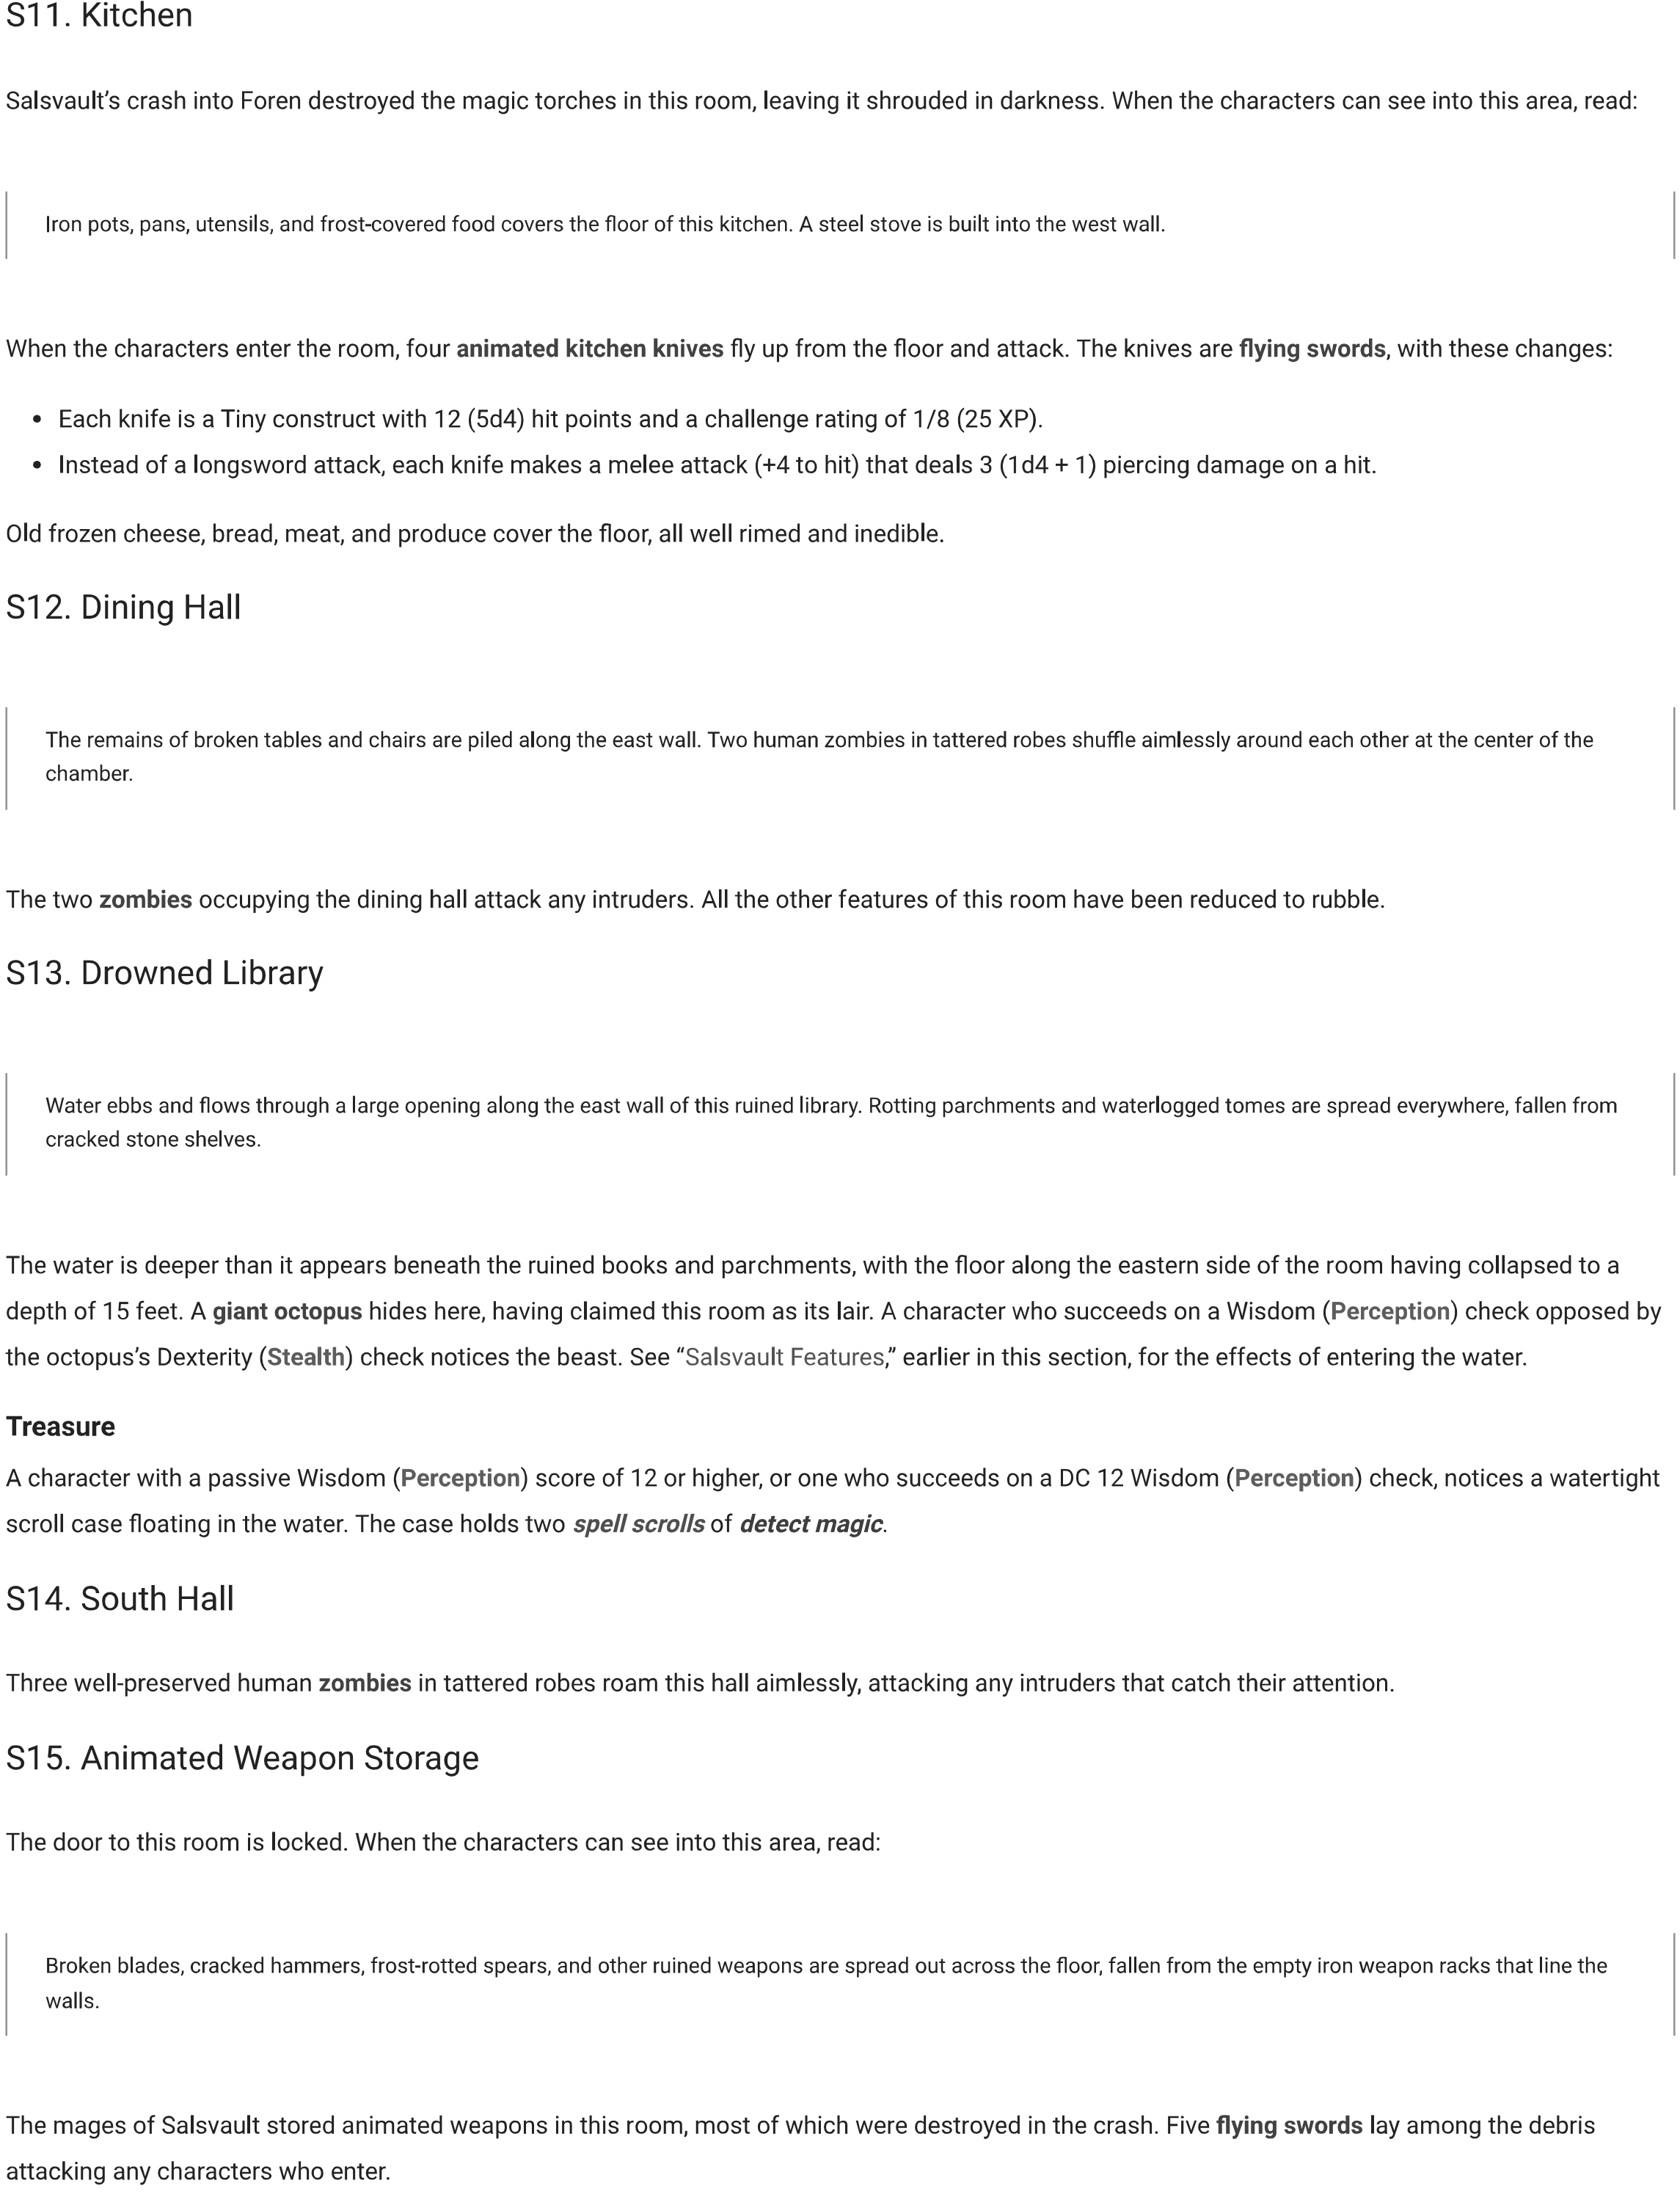 S11. Kitchen
Salsvault’s crash into Foren destroyed the magic torches in this room, leaving it shrouded in darkness. When the characters can see into this area, read:
Iron pots, pans, utensils, and frost-covered food covers the floor of this kitchen. A steel stove is built into the west wall.
When the characters enter the room, four animated kitchen knives fly up from the floor and attack. The knives are flying swords, with these changes:
• Each knife is a Tiny construct with 12 (5d4) hit points and a challenge rating of 1/8 (25 XP).
• Instead of a longsword attack, each knife makes a melee attack (+4 to hit) that deals 3 (1d4 + 1) piercing damage on a hit.
Old frozen cheese, bread, meat, and produce cover the floor, all well rimed and inedible.
S12. Dining Hall
The remains of broken tables and chairs are piled along the east wall. Two human zombies in tattered robes shuffle aimlessly around each other at the center of the
chamber.
The two zombies occupying the dining hall attack any intruders. All the other features of this room have been reduced to rubble.
S13. Drowned Library
Water ebbs and flows through a large opening along the east wall of this ruined library. Rotting parchments and waterlogged tomes are spread everywhere, fallen from
cracked stone shelves.
The water is deeper than it appears beneath the ruined books and parchments, with the floor along the eastern side of the room having collapsed to a
depth of 15 feet. A giant octopus hides here, having claimed this room as its lair. A character who succeeds on a Wisdom (Perception) check opposed by
the octopus’s Dexterity (Stealth) check notices the beast. See “Salsvault Features,” earlier in this section, for the effects of entering the water.
Treasure
A character with a passive Wisdom (Perception) score of 12 or higher, or one who succeeds on a DC 12 Wisdom (Perception) check, notices a watertight
scroll case floating in the water. The case holds two spell scrolls of detect magic.
S14. South Hall
Three well-preserved human zombies in tattered robes roam this hall aimlessly, attacking any intruders that catch their attention.
S15. Animated Weapon Storage
The door to this room is locked. When the characters can see into this area, read:
Broken blades, cracked hammers, frost-rotted spears, and other ruined weapons are spread out across the floor, fallen from the empty iron weapon racks that line the
walls.
The mages of Salsvault stored animated weapons in this room, most of which were destroyed in the crash. Five flying swords lay among the debris
attacking any characters who enter.